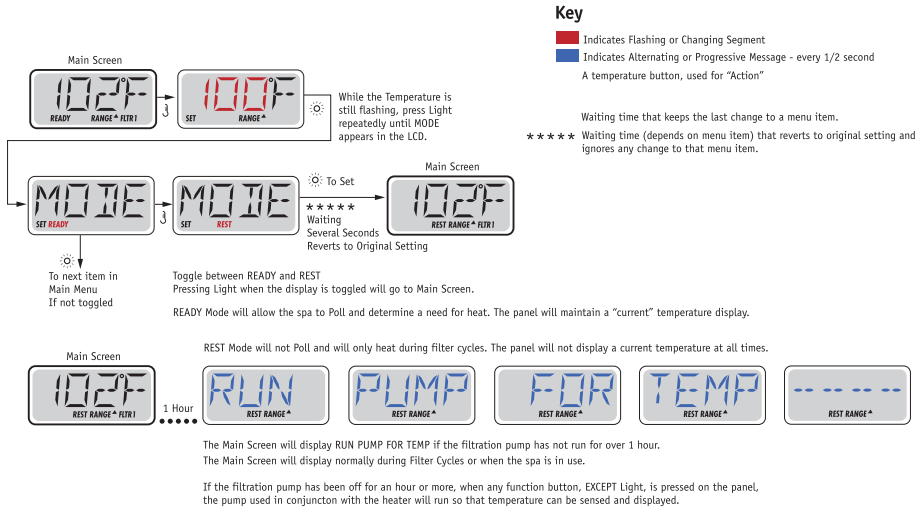 Key
Indicates Flashing or Changing Segment
Indicates Alternating or Progressive Message - every 1/2 second
A temperature button, used for “Action”
Waiting time that keeps the last change to a menu item.
***** Waiting time (depends on menu item) that reverts to original setting and
ignores any change to that menu item.
Main Screen
102°F
READY RANGE FLTR1
100°F
SET RANGE
While the Temperature is
still flashing, press Light
repeatedly until MODE
appears in the LCD.
MODE
SET READY
MODE
SET REST
To Set
*****
Waiting
Several Seconds
Reverts to Original Setting
Main Screen
102°F
REST RANGE FLTR1
To next item in
Main Menu
If not toggled
Toggle between READY and REST
Pressing Light when the display is toggled will go to Main Screen.
READY Mode will allow the spa to Poll and determine a need for heat. The panel will maintain a “current” temperature display.
REST Mode will not Poll and will only heat during filter cycles. The panel will not display a current temperature at all times.
Main Screen
102°F
REST RANGE FLTR1
1 Hour
RUN
REST RANGE
PUMP
REST RANGE
FOR
REST RANGE
TEMP
REST RANGE
-----
REST RANGE
The Main Screen will display RUN PUMP FOR TEMP if the filtration pump has not run for over 1 hour.
The Main Screen will display normally during Filter Cycles or when the spa is in use.
If the filtration pump has been off for an hour or more, when any function button, EXCEPT Light, is pressed on the panel,
the pump used in conjuncton with the heater will run so that temperature can be sensed and displayed.